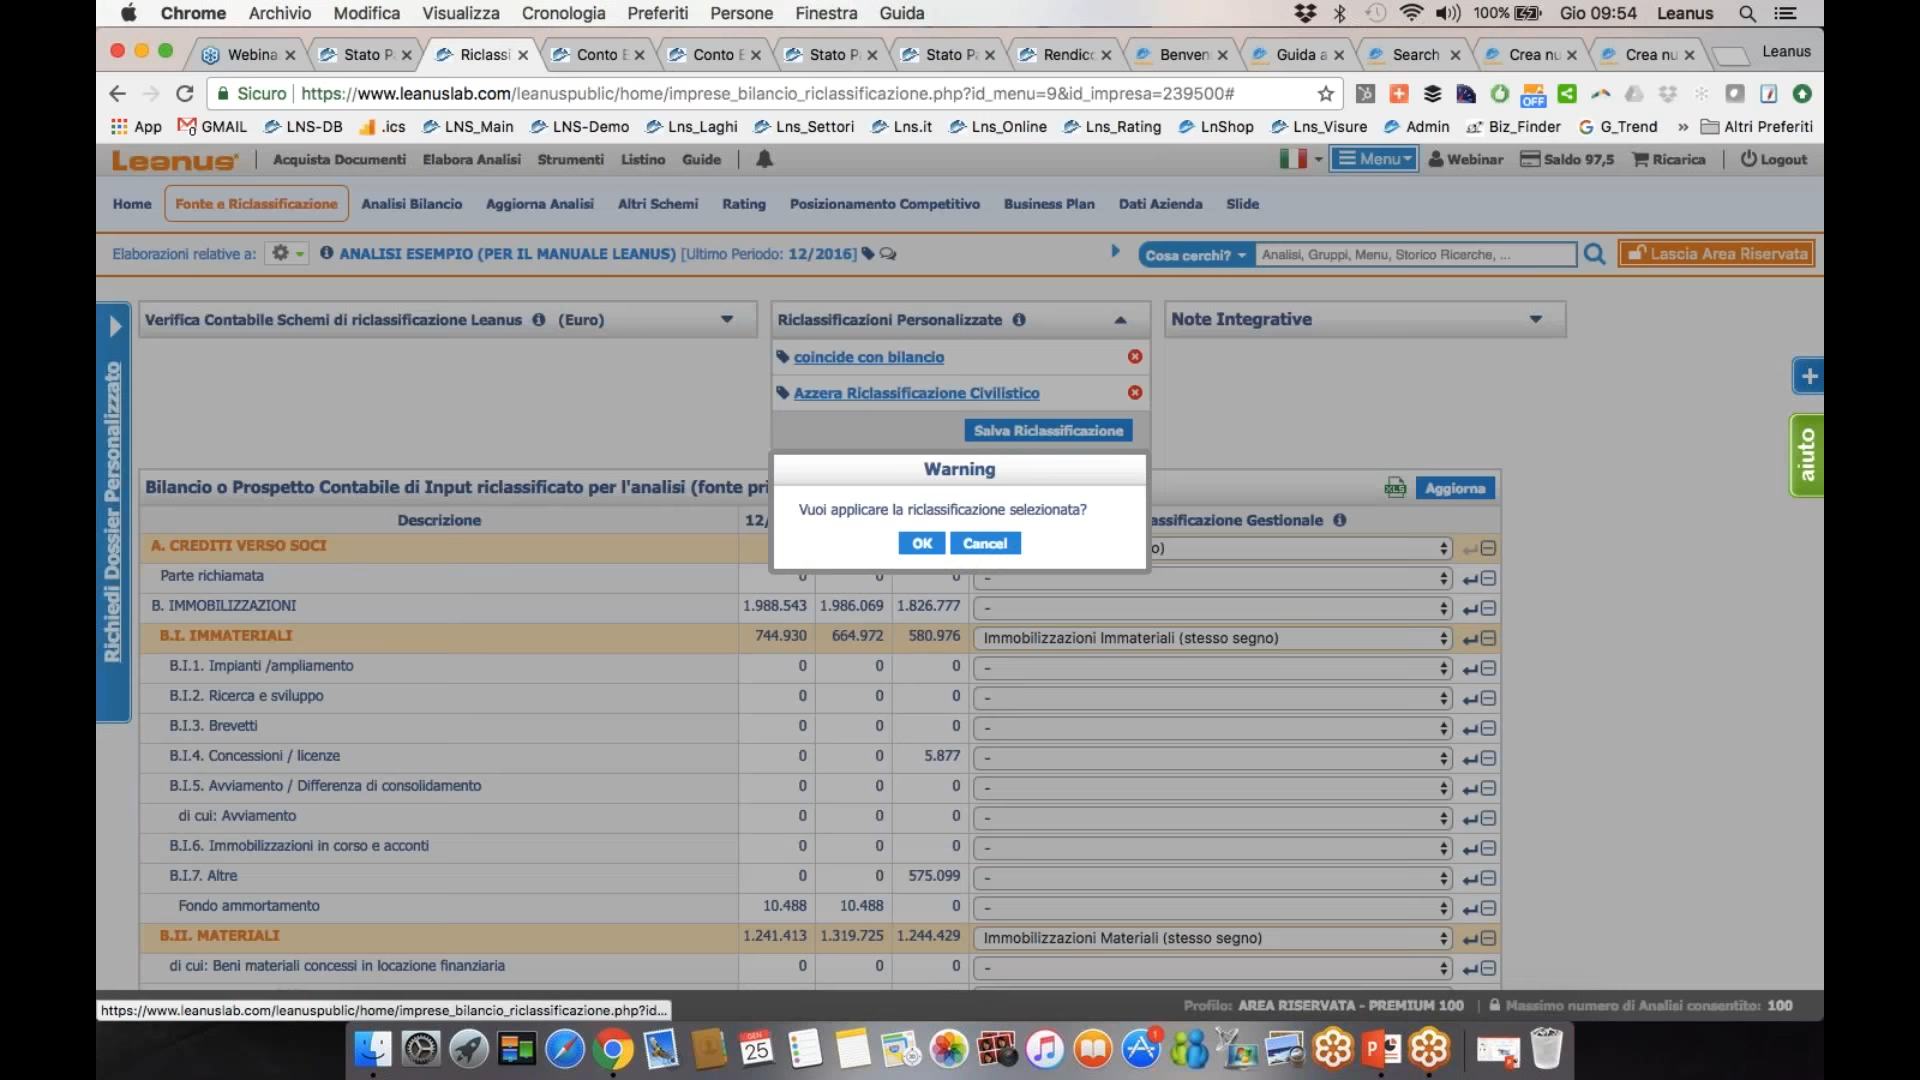 Chrome Archivio Modifica Visualizza Cronologia Preferiti Persone Finestra Guida 100% Gio 09:54 Leanus
Webina Stato P. Riclassi Conto E Conto E Stato P. Stato P. Rendico Benven Guida a Search Crea nu Crea nu Leanus
Sicuro https://www.leanuslab.com/leanuspublic/home/imprese_bilancio_riclassificazione.php?id_menu=9&id_impresa=239500#
OFF
App GMAIL LNS-DB .ics LNS_Main LNS-Demo Lns_Laghi Lns_Settori Lns.it Lns_Online Lns_Rating LnShop Lns_Visure Admin Biz_Finder G_Trend » Altri Preferiti
Leanus Acquista Documenti Elabora Analisi Strumenti Listino Guide Menu Webinar Saldo 97,5 Ricarica Logout
Home Fonte e Riclassificazione Analisi Bilancio Aggiorna Analisi Altri Schemi Rating Posizionamento Competitivo Business Plan Dati Azienda Slide
Elaborazioni relative a: ANALISI ESEMPIO (PER IL MANUALE LEANUS) [Ultimo Periodo: 12/2016] Cosa cerchi? Analisi, Gruppi, Menu, Storico Ricerche, ... Lascia Area Riservata
Richiedi Dossier Personalizzato
Verifica Contabile Schemi di riclassificazione Leanus (Euro)
Riclassificazioni Personalizzate
coincide con bilancio
Azzera Riclassificazione Civilistico
Salva Riclassificazione
Note Integrative
+
aiuto
Warning
Vuoi applicare la riclassificazione selezionata?
OK Cancel
Bilancio o Prospetto Contabile di Input riclassificato per l'analisi (fonte pri XLS Aggiorna
Descrizione 12/ assificazione Gestionale
A. CREDITI VERSO SOCI o)
Parte richiamata 0 0 0 -
B. IMMOBILIZZAZIONI 1.988.543 1.986.069 1.826.777 -
B.I. IMMATERIALI 744.930 664.972 580.976 Immobilizzazioni Immateriali (stesso segno)
B.I.1. Impianti /ampliamento 0 0 0 -
B.I.2. Ricerca e sviluppo 0 0 0 -
B.I.3. Brevetti 0 0 0 -
B.I.4. Concessioni / licenze 0 0 5.877 -
B.I.5. Avviamento / Differenza di consolidamento 0 0 0 -
di cui: Avviamento 0 0 0 -
B.I.6. Immobilizzazioni in corso e acconti 0 0 0 -
B.I.7. Altre 0 0 575.099 -
Fondo ammortamento 10.488 10.488 0 -
B.II. MATERIALI 1.241.413 1.319.725 1.244.429 Immobilizzazioni Materiali (stesso segno)
di cui: Beni materiali concessi in locazione finanziaria 0 0 0 -
https://www.leanuslab.com/leanuspublic/home/imprese_bilancio_riclassificazione.php?id... Profilo: AREA RISERVATA - PREMIUM 100 | Massimo numero di Analisi consentito: 100
GEN
25
1
P